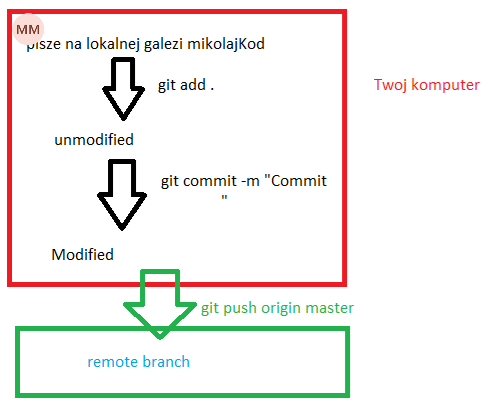 MM
pisze na lokalnej galezi mikolajKod
git add .
Twoj komputer
unmodified
git commit -m "Commit
"
Modified
git push origin master
remote branch